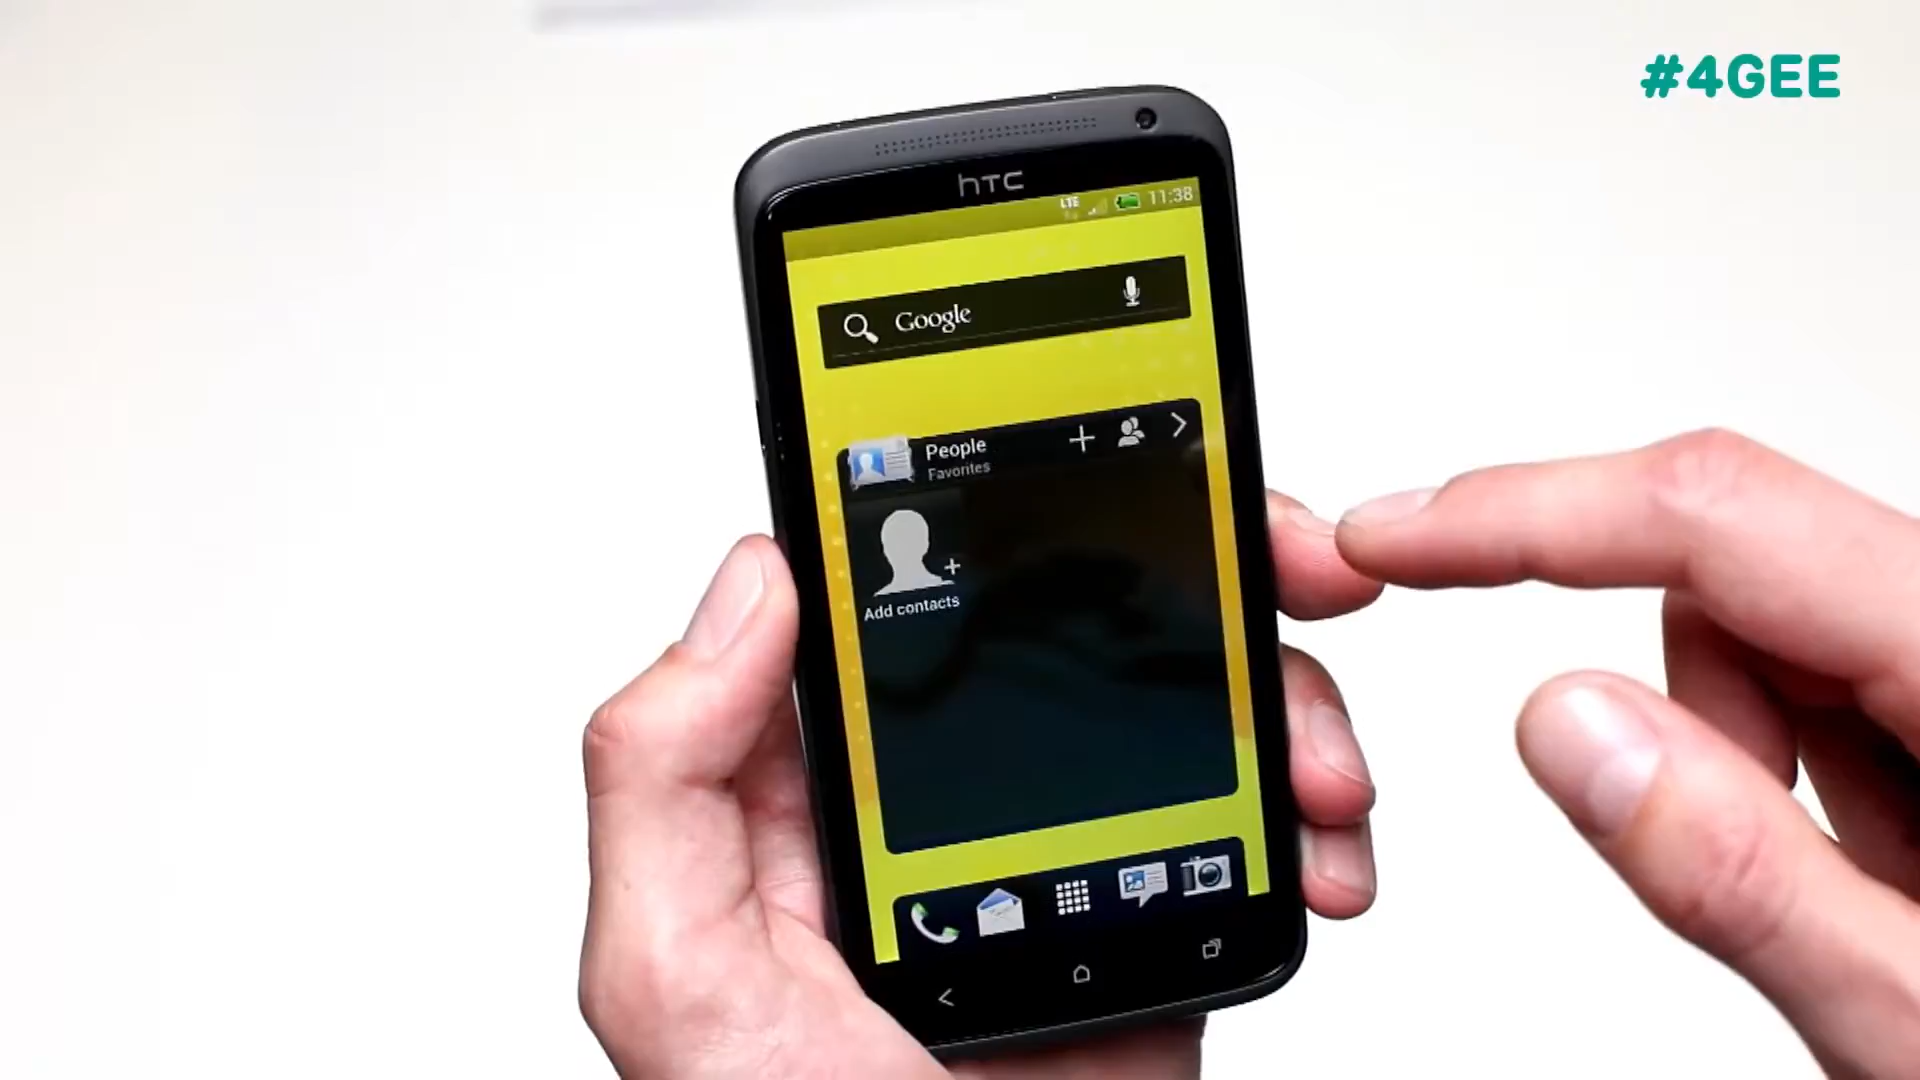 #4GEE
hTC
LTE 11:38
Google
People
Favorites
Add contacts